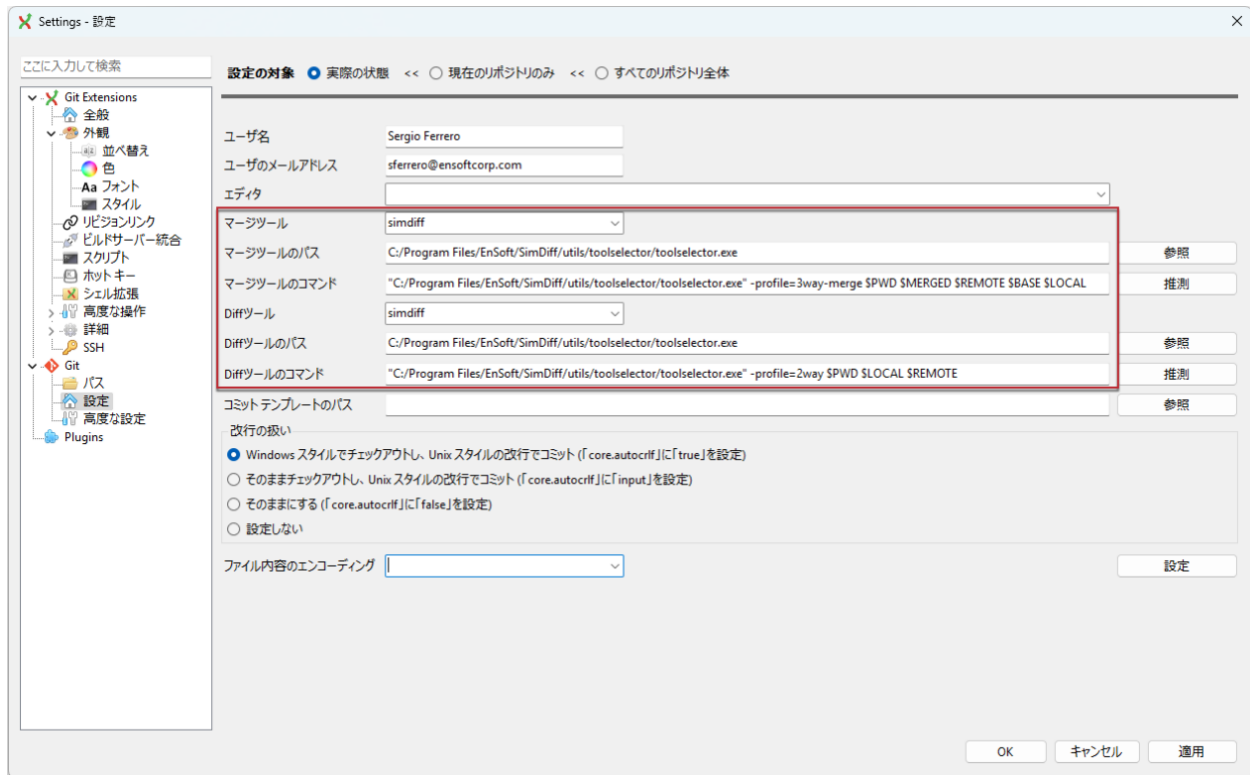 Settings - 設定
ここに入力して検索
設定の対象 実際の状態 << 現在のリポジトリのみ << すべてのリポジトリ全体
Git Extensions
全般
外観
並べ替え
色
Aa フォント
スタイル
リビジョンリンク
ビルドサーバー統合
スクリプト
ホットキー
シェル拡張
高度な操作
詳細
SSH
Git
パス
設定
高度な設定
Plugins
ユーザ名 Sergio Ferrero
ユーザのメールアドレス sferrero@ensoftcorp.com
エディタ
マージツール simdiff
マージツールのパス C:/Program Files/EnSoft/SimDiff/utils/toolselector/toolselector.exe 参照
マージツールのコマンド "C:/Program Files/EnSoft/SimDiff/utils/toolselector/toolselector.exe" -profile=3way-merge $PWD $MERGED $REMOTE $BASE $LOCAL 推測
Diffツール simdiff
Diffツールのパス C:/Program Files/EnSoft/SimDiff/utils/toolselector/toolselector.exe 参照
Diffツールのコマンド "C:/Program Files/EnSoft/SimDiff/utils/toolselector/toolselector.exe" -profile=2way $PWD $LOCAL $REMOTE 推測
コミット テンプレートのパス 参照
改行の扱い
Windows スタイルでチェックアウトし、Unix スタイルの改行でコミット (「core.autocrlf」に「true」を設定)
そのままチェックアウトし、Unix スタイルの改行でコミット (「core.autocrlf」に「input」を設定)
そのままにする (「core.autocrlf」に「false」を設定)
設定しない
ファイル内容のエンコーディング 設定
OK キャンセル 適用